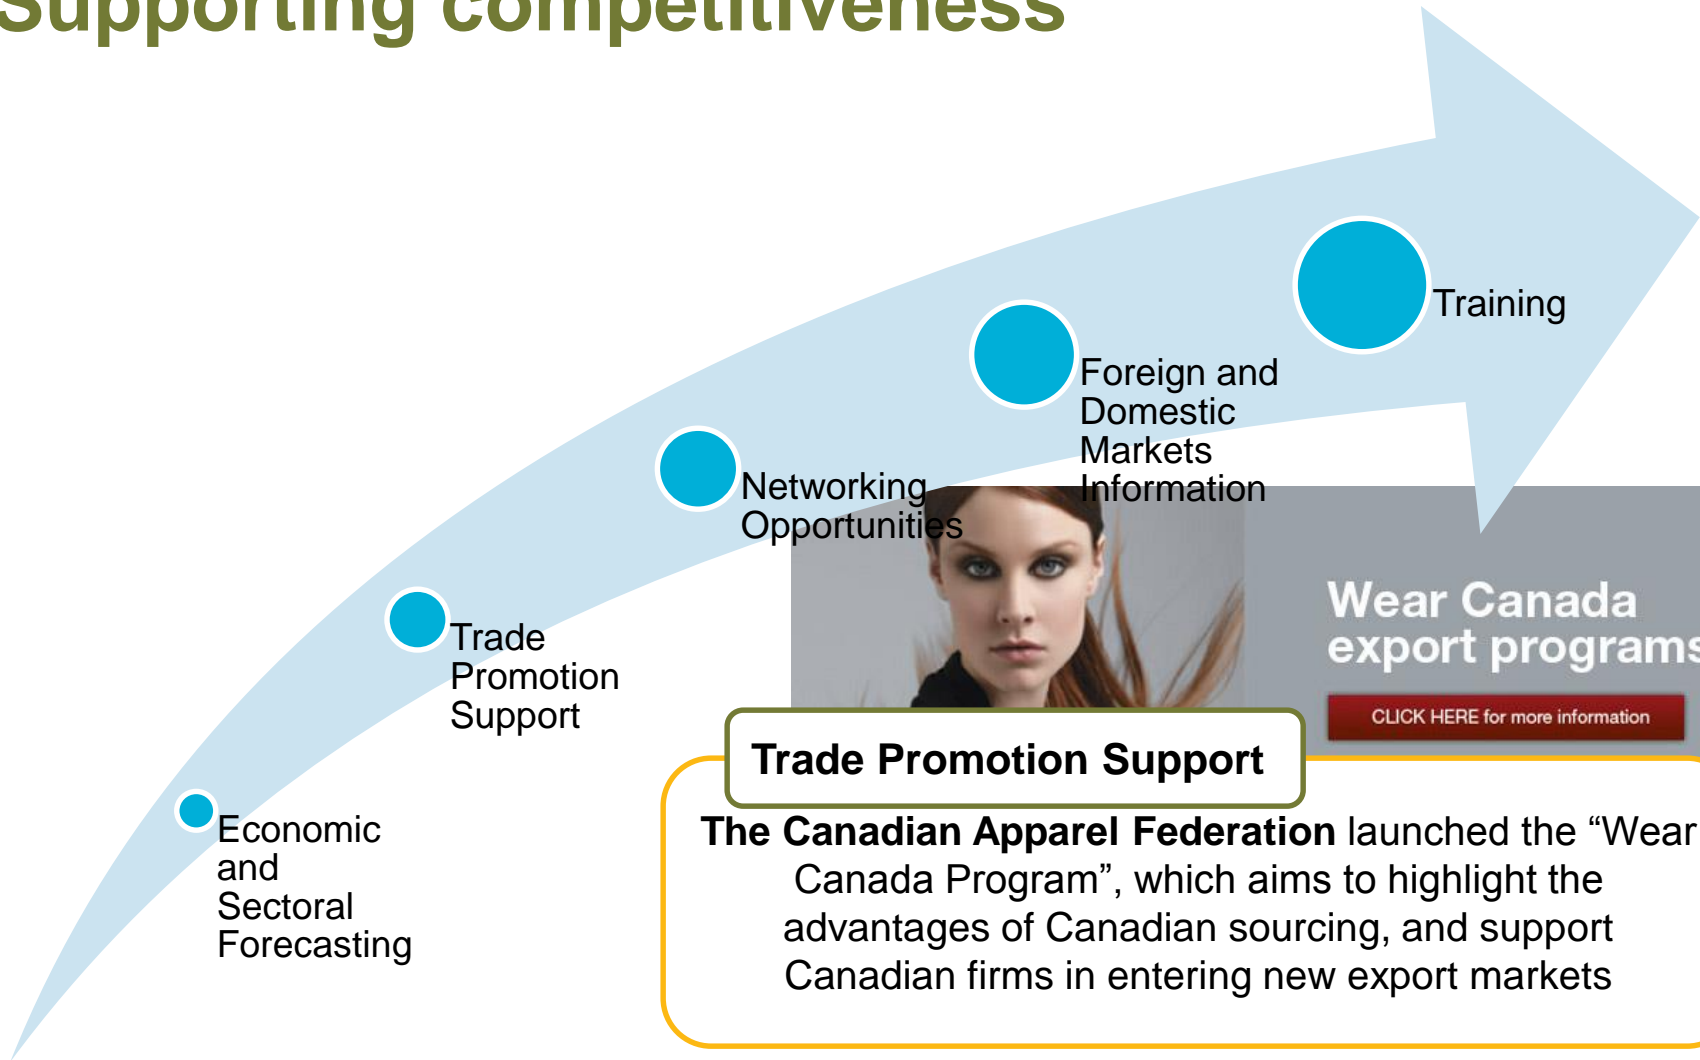 Supporting competitiveness
Training
Foreign and
Domestic
Markets
Information
Networking
Opportunities
Trade
Promotion
Support
Economic
and
Sectoral
Forecasting
Wear Canada
export programs
CLICK HERE for more information
Trade Promotion Support
The Canadian Apparel Federation launched the “Wear
Canada Program”, which aims to highlight the
advantages of Canadian sourcing, and support
Canadian firms in entering new export markets